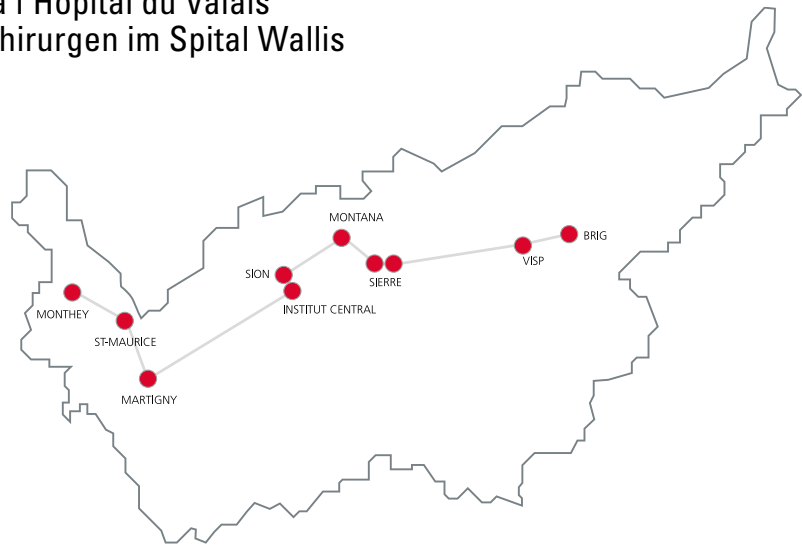 à l'Hôpital du Valais
hirurgen im Spital Wallis
MONTANA
BRIG
VISP
SION
SIERRE
MONTHEY
INSTITUT CENTRAL
ST-MAURICE
MARTIGNY